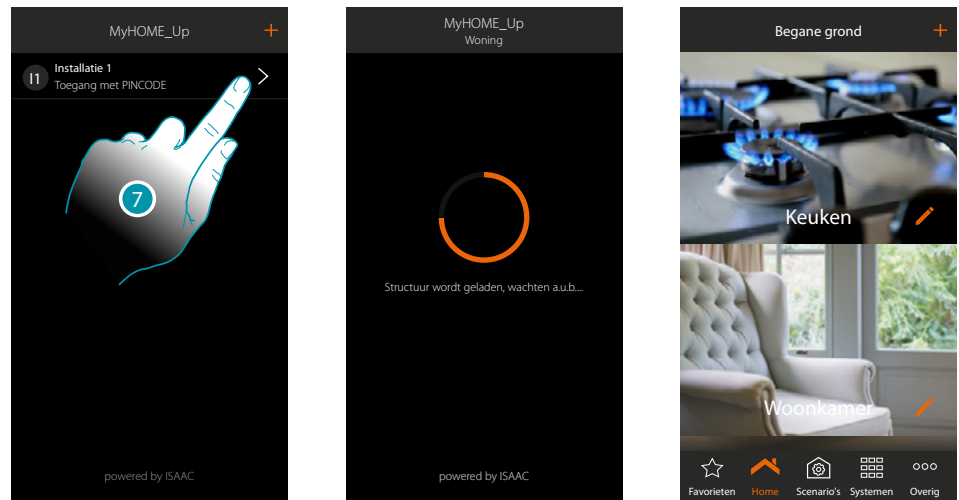 MyHOME_Up
+
I1
Installatie 1
Toegang met PINCODE
7
powered by ISAAC
MyHOME_Up
Woning
Structuur wordt geladen, wachten a.u.b....
powered by ISAAC
Begane grond
+
Keuken
Woonkamer
Favorieten
Home
Scenario's
Systemen
Overig